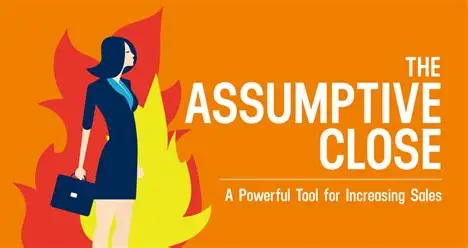 THE
ASSUMPTIVE
CLOSE
A Powerful Tool for Increasing Sales